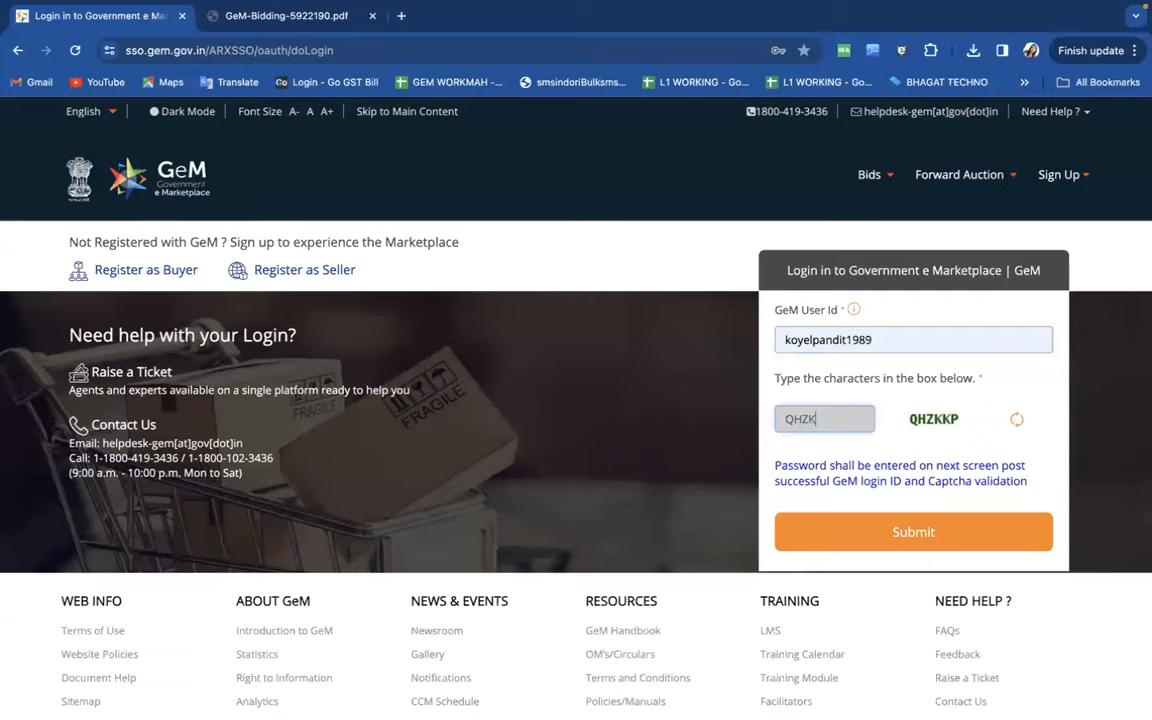 Login in to Government e Ma
GeM-Bidding-5922190.pdf
sso.gem.gov.in/ARXSSO/oauth/doLogin
Finish update
Gmail
YouTube
Maps
Translate
Login - Go GST Bill
GEM WORKMAH -...
smsindoriBulksms...
L1 WORKING - Go...
L1 WORKING - Go...
BHAGAT TECHNO
All Bookmarks
English
Dark Mode
Font Size A- A A+
Skip to Main Content
1800-419-3436
helpdesk-gem[at]gov[dot]in
Need Help ?
GeM
Government
e Marketplace
Bids
Forward Auction
Sign Up
Not Registered with GeM ? Sign up to experience the Marketplace
Register as Buyer
Register as Seller
Login in to Government e Marketplace | GeM
GeM User Id *
koyelpandit1989
Type the characters in the box below. *
QHZK
QHZKKP
Password shall be entered on next screen post
successful GeM login ID and Captcha validation
Submit
Need help with your Login?
Raise a Ticket
Agents and experts available on a single platform ready to help you
Contact Us
Email: helpdesk-gem[at]gov[dot]in
Call: 1-1800-419-3436 / 1-1800-102-3436
(9:00 a.m. - 10:00 p.m. Mon to Sat)
FRAGILE
FRAGILE
FRAGILE
WEB INFO
Terms of Use
Website Policies
Document Help
Sitemap
ABOUT GeM
Introduction to GeM
Statistics
Right to Information
Analytics
NEWS & EVENTS
Newsroom
Gallery
Notifications
CCM Schedule
RESOURCES
GeM Handbook
OM's/Circulars
Terms and Conditions
Policies/Manuals
TRAINING
LMS
Training Calendar
Training Module
Facilitators
NEED HELP ?
FAQs
Feedback
Raise a Ticket
Contact Us